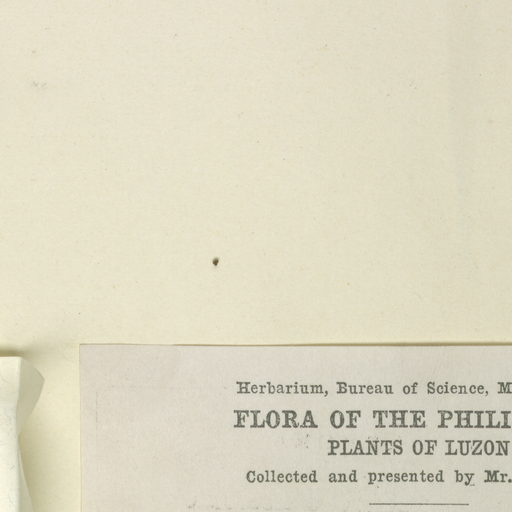 Herbarium, Bureau of Science, M
FLORA OF THE PHILI
PLANTS OF LUZON
Collected and presented by Mr.